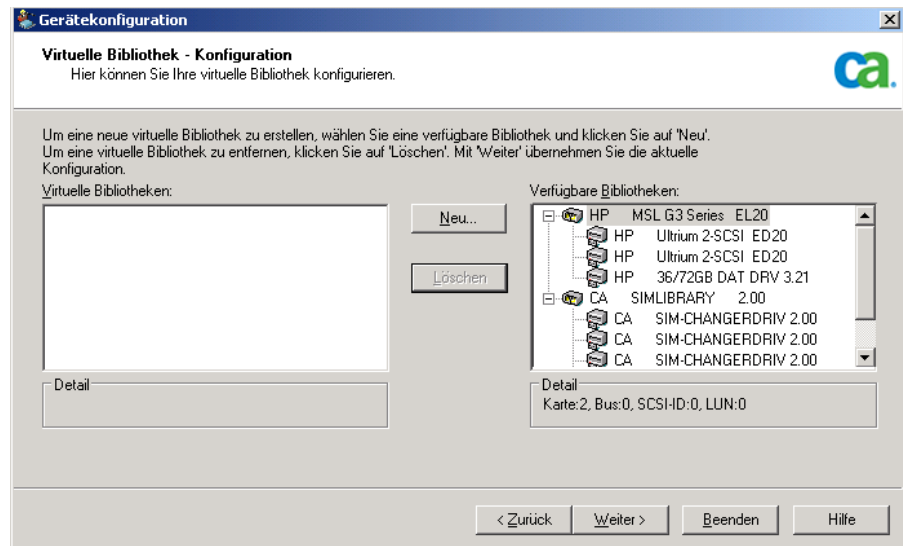 Gerätekonfiguration
Virtuelle Bibliothek - Konfiguration
Hier können Sie Ihre virtuelle Bibliothek konfigurieren.
ca.
Um eine neue virtuelle Bibliothek zu erstellen, wählen Sie eine verfügbare Bibliothek und klicken Sie auf 'Neu'.
Um eine virtuelle Bibliothek zu entfernen, klicken Sie auf 'Löschen'. Mit 'Weiter' übernehmen Sie die aktuelle
Konfiguration.
Virtuelle Bibliotheken:
Verfügbare Bibliotheken:
Neu...
Löschen
HP MSL G3 Series EL20
HP Ultrium 2-SCSI ED20
HP Ultrium 2-SCSI ED20
HP 36/72GB DAT DRV 3.21
CA SIMLIBRARY 2.00
CA SIM-CHANGERDRIV 2.00
CA SIM-CHANGERDRIV 2.00
CA SIM-CHANGERDRIV 2.00
Detail
Detail
Karte:2, Bus:0, SCSI-ID:0, LUN:0
< Zurück
Weiter >
Beenden
Hilfe